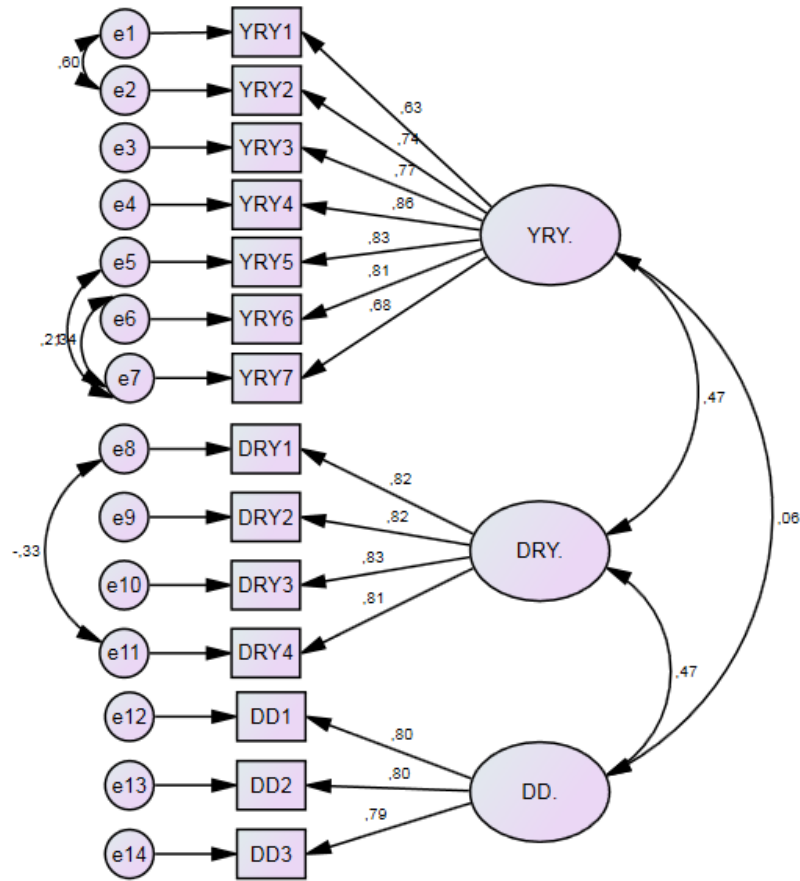 e1 YRY1
,60
e2 YRY2
,63
,74
e3 YRY3
,77
e4 YRY4
,86
YRY.
,83
e5 YRY5
,81
e6 YRY6
,68
,21 ,34
e7 YRY7
,47
e8 DRY1
,82
e9 DRY2
,82
,06
-,33
DRY.
,83
e10 DRY3
,81
e11 DRY4
,47
e12 DD1
,80
,80
e13 DD2
DD.
,79
e14 DD3